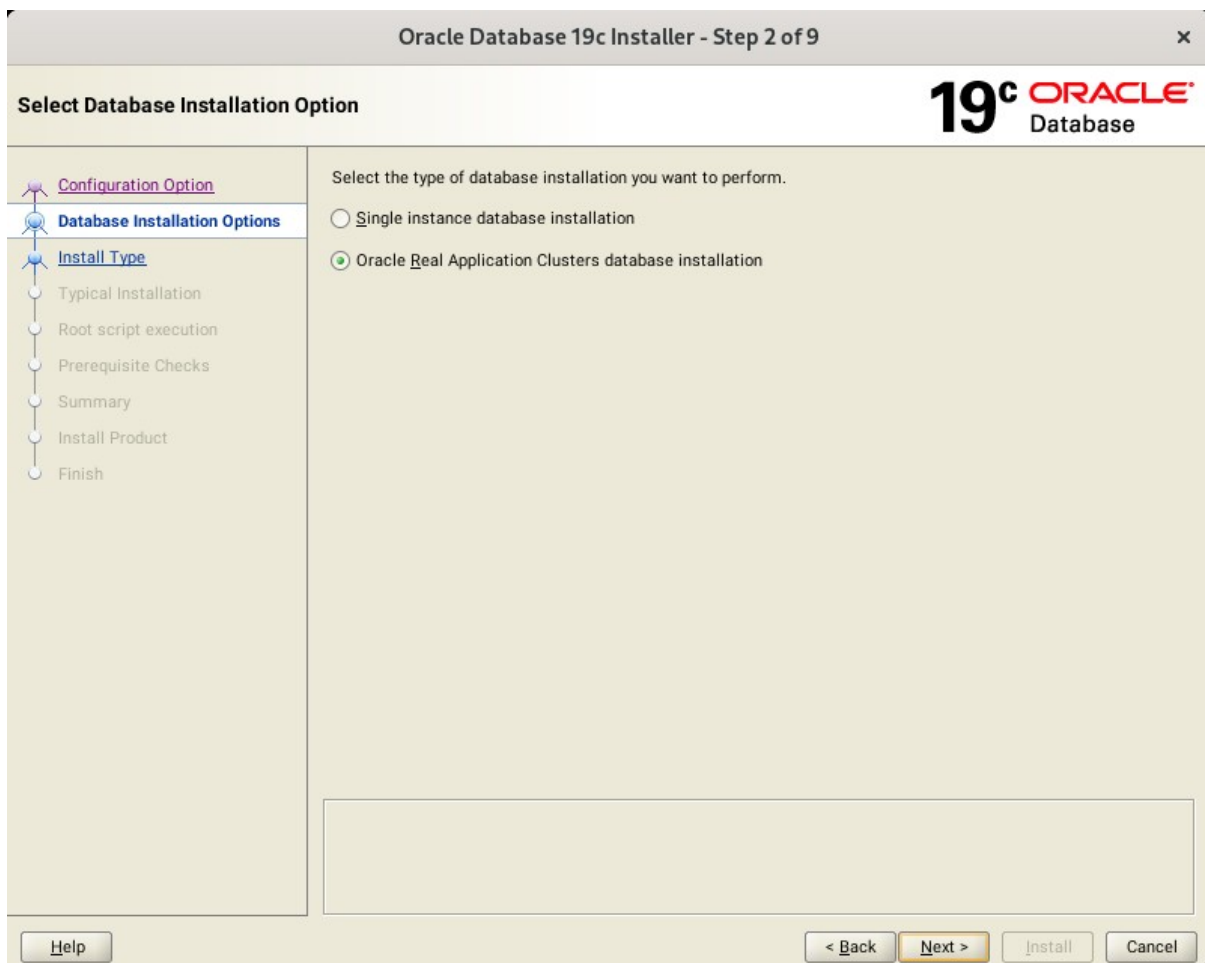 Oracle Database 19c Installer - Step 2 of 9
Select Database Installation Option
19c ORACLE
Database
Configuration Option
Database Installation Options
Install Type
Typical Installation
Root script execution
Prerequisite Checks
Summary
Install Product
Finish
Select the type of database installation you want to perform.
Single instance database installation
Oracle Real Application Clusters database installation
Help
< Back
Next >
Install
Cancel